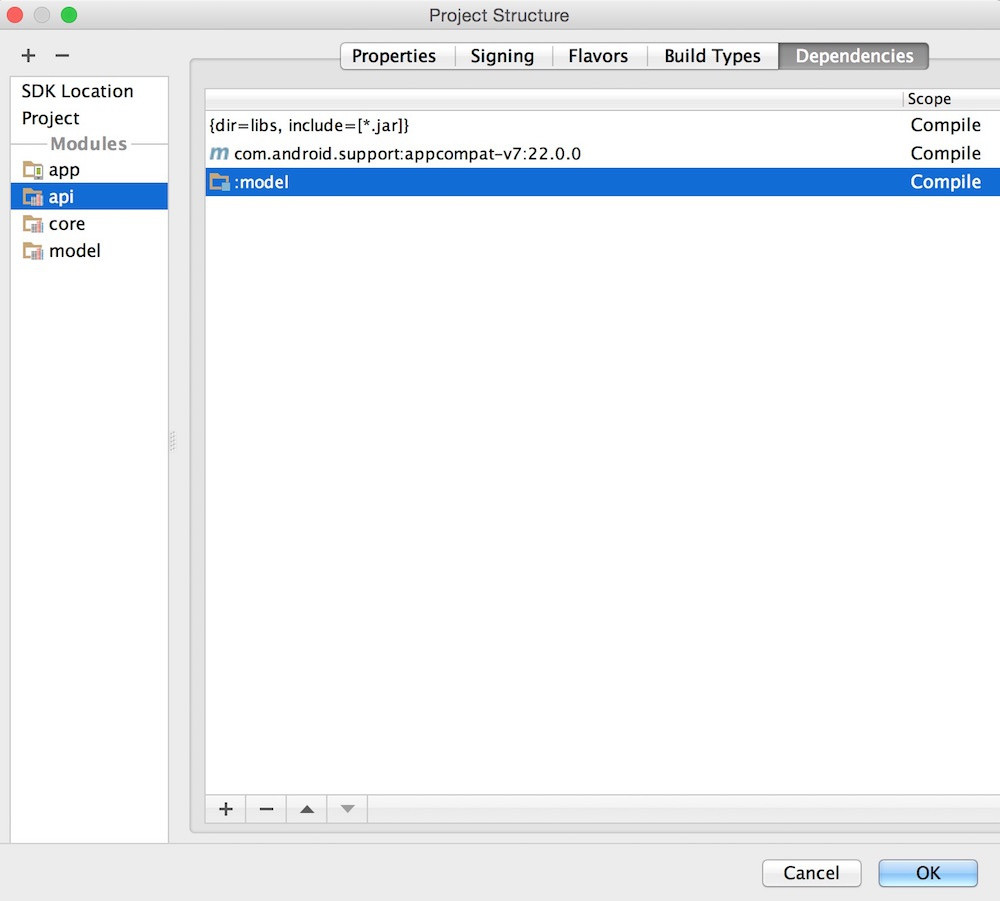 Project Structure
Properties Signing Flavors Build Types Dependencies
SDK Location
Project
Modules
app
api
core
model
Scope
{dir=libs, include=[*.jar]} Compile
m com.android.support:appcompat-v7:22.0.0 Compile
:model Compile
Cancel OK